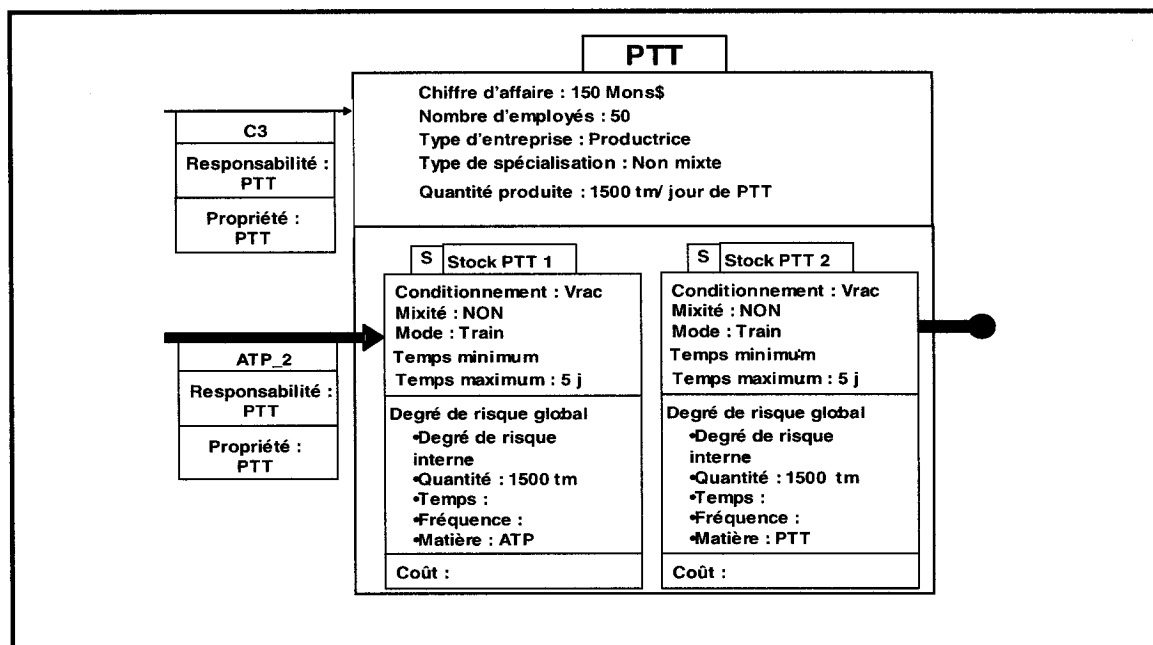 PTT
Chiffre d'affaire : 150 Mons$
Nombre d'employés : 50
Type d'entreprise : Productrice
Type de spécialisation : Non mixte
Quantité produite : 1500 tm/ jour de PTT
C3
Responsabilité :
PTT
Propriété :
PTT
ATP_2
Responsabilité :
PTT
Propriété :
PTT
S Stock PTT 1
Conditionnement : Vrac
Mixité : NON
Mode : Train
Temps minimum
Temps maximum : 5 j
Degré de risque global
•Degré de risque
interne
•Quantité : 1500 tm
•Temps :
•Fréquence :
•Matière : ATP
Coût :
S Stock PTT 2
Conditionnement : Vrac
Mixité : NON
Mode : Train
Temps minimum
Temps maximum : 5 j
Degré de risque global
•Degré de risque
interne
•Quantité : 1500 tm
•Temps :
•Fréquence :
•Matière : PTT
Coût :